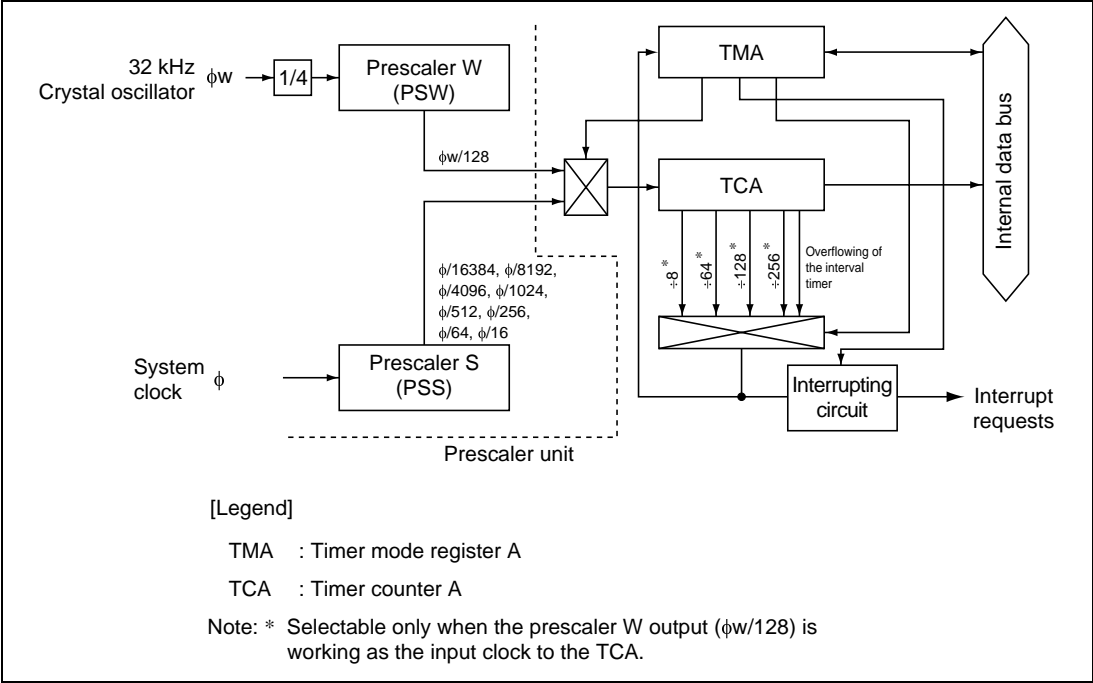 32 kHz
Crystal oscillator
ϕw
1/4
Prescaler W
(PSW)
ϕw/128
ϕ/16384, ϕ/8192,
ϕ/4096, ϕ/1024,
ϕ/512, ϕ/256,
ϕ/64, ϕ/16
System
clock
ϕ
Prescaler S
(PSS)
Prescaler unit
TMA
TCA
÷8*
÷64*
÷128*
÷256*
Overflowing of
the interval
timer
Interrupting
circuit
Interrupt
requests
Internal data bus
[Legend]
TMA : Timer mode register A
TCA : Timer counter A
Note: * Selectable only when the prescaler W output (ϕw/128) is
working as the input clock to the TCA.